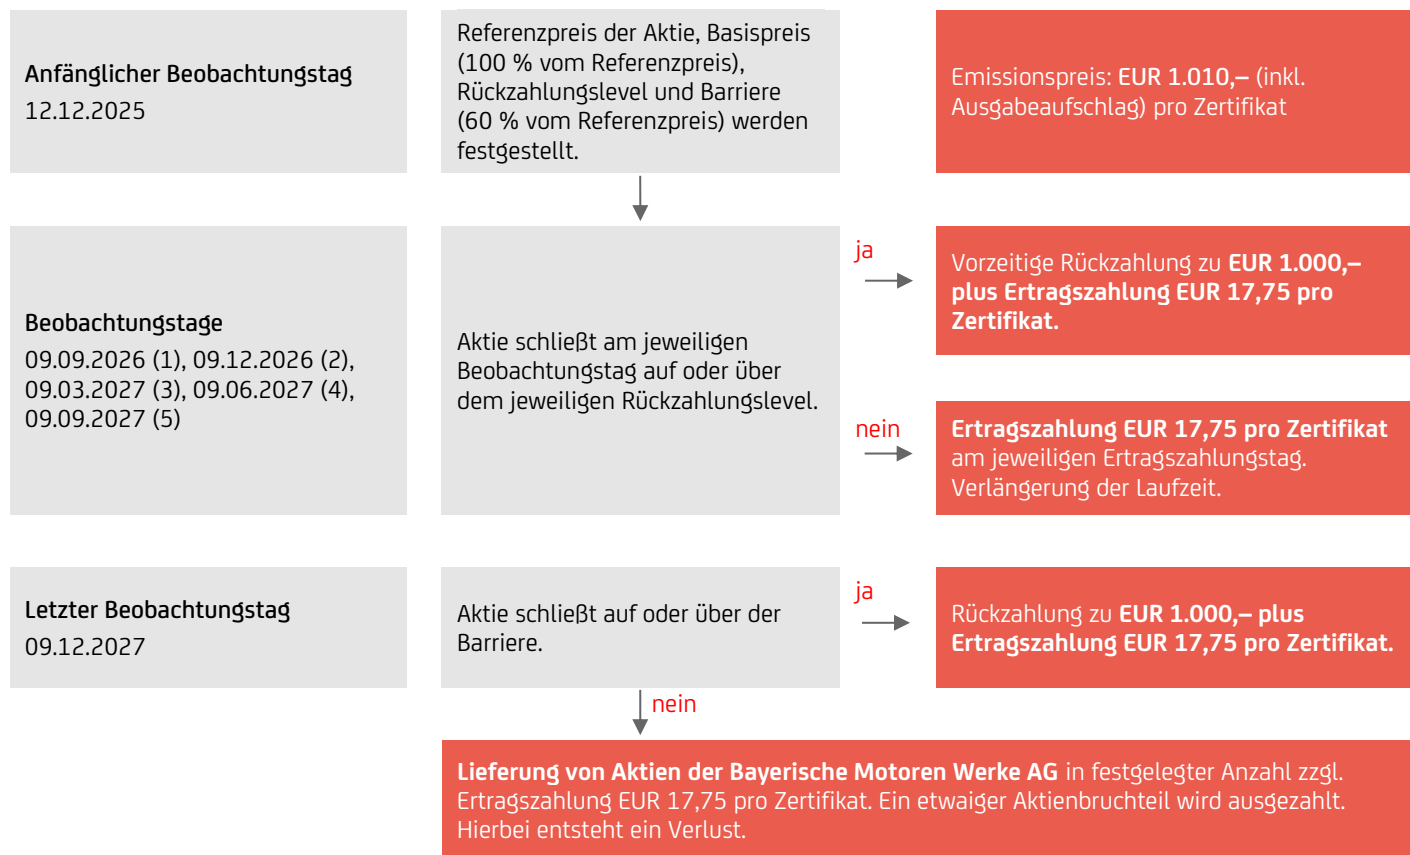 Anfänglicher Beobachtungstag
12.12.2025
Referenzpreis der Aktie, Basispreis
(100 % vom Referenzpreis),
Rückzahlungslevel und Barriere
(60 % vom Referenzpreis) werden
festgestellt.
Emissionspreis: EUR 1.010,– (inkl.
Ausgabeaufschlag) pro Zertifikat
Beobachtungstage
09.09.2026 (1), 09.12.2026 (2),
09.03.2027 (3), 09.06.2027 (4),
09.09.2027 (5)
Aktie schließt am jeweiligen
Beobachtungstag auf oder über
dem jeweiligen Rückzahlungslevel.
ja
Vorzeitige Rückzahlung zu EUR 1.000,–
plus Ertragszahlung EUR 17,75 pro
Zertifikat.
nein
Ertragszahlung EUR 17,75 pro Zertifikat
am jeweiligen Ertragszahlungstag.
Verlängerung der Laufzeit.
Letzter Beobachtungstag
09.12.2027
Aktie schließt auf oder über der
Barriere.
ja
Rückzahlung zu EUR 1.000,– plus
Ertragszahlung EUR 17,75 pro Zertifikat.
nein
Lieferung von Aktien der Bayerische Motoren Werke AG in festgelegter Anzahl zzgl.
Ertragszahlung EUR 17,75 pro Zertifikat. Ein etwaiger Aktienbruchteil wird ausgezahlt.
Hierbei entsteht ein Verlust.